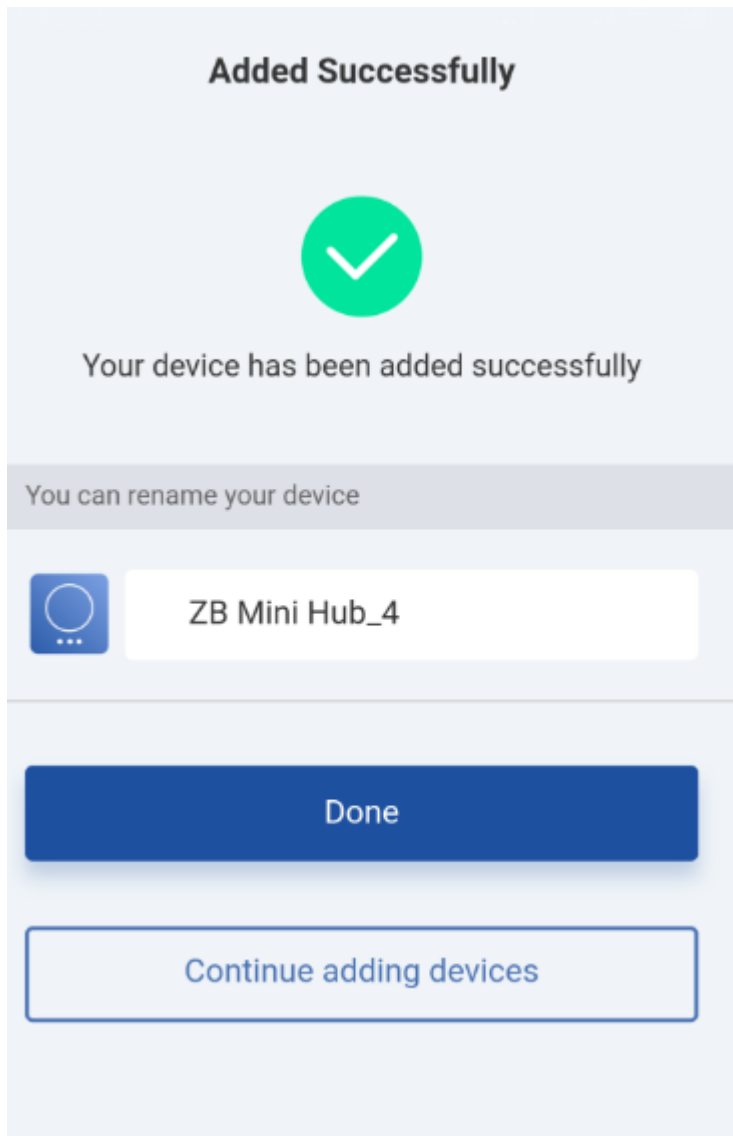 Added Successfully
Your device has been added successfully
You can rename your device
ZB Mini Hub_4
Done
Continue adding devices